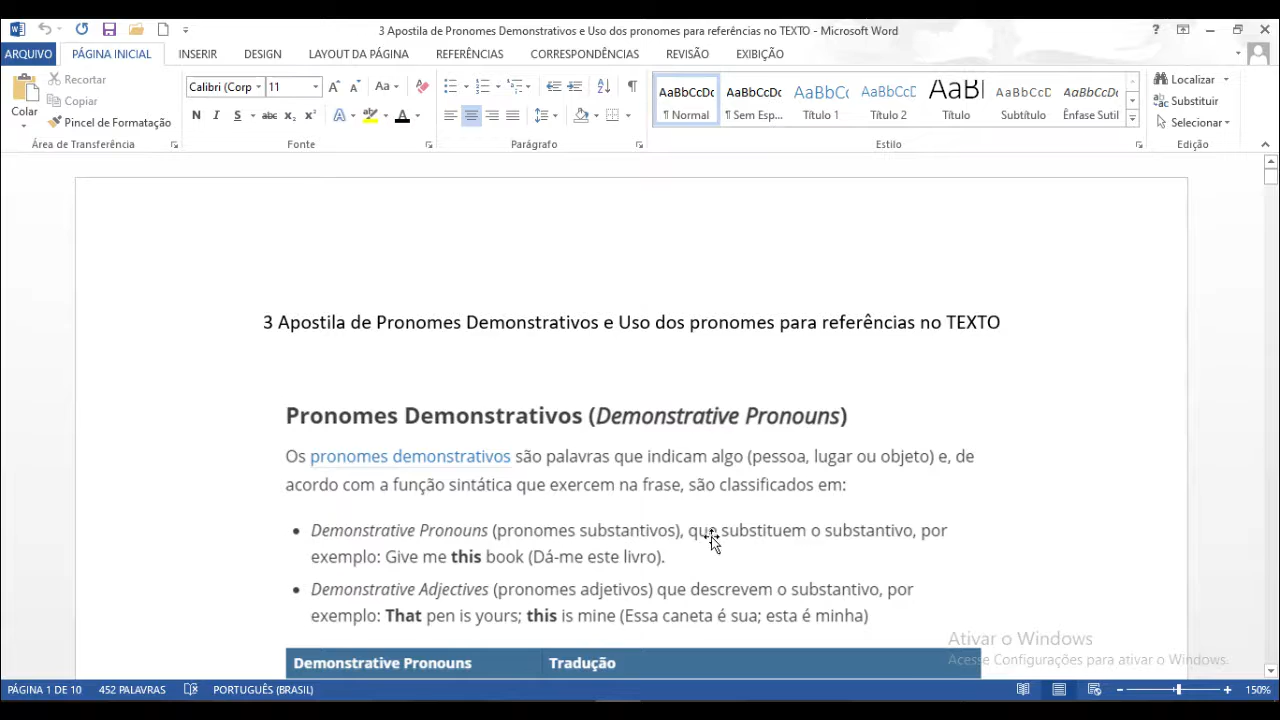 3 Apostila de Pronomes Demonstrativos e Uso dos pronomes para referências no TEXTO - Microsoft Word
ARQUIVO PÁGINA INICIAL INSERIR DESIGN LAYOUT DA PÁGINA REFERÊNCIAS CORRESPONDÊNCIAS REVISÃO EXIBIÇÃO
Colar
Recortar
Copiar
Pincel de Formatação
Área de Transferência
Calibri (Corp 11
N I S abc x₂ x²
Fonte
Parágrafo
AaBbCcDc AaBbCcDc AaBbCc AaBbCcD AaBl AaBbCcD AaBbCcDc
¶ Normal ¶ Sem Esp... Título 1 Título 2 Título Subtítulo Ênfase Sutil
Estilo
Localizar
Substituir
Selecionar
Edição
3 Apostila de Pronomes Demonstrativos e Uso dos pronomes para referências no TEXTO
Pronomes Demonstrativos (Demonstrative Pronouns)
Os pronomes demonstrativos são palavras que indicam algo (pessoa, lugar ou objeto) e, de
acordo com a função sintática que exercem na frase, são classificados em:
• Demonstrative Pronouns (pronomes substantivos), que substituem o substantivo, por
exemplo: Give me this book (Dá-me este livro).
• Demonstrative Adjectives (pronomes adjetivos) que descrevem o substantivo, por
exemplo: That pen is yours; this is mine (Essa caneta é sua; esta é minha)
Demonstrative Pronouns Tradução
Ativar o Windows
Acesse Configurações para ativar o Windows.
PÁGINA 1 DE 10 452 PALAVRAS PORTUGUÊS (BRASIL) 150%